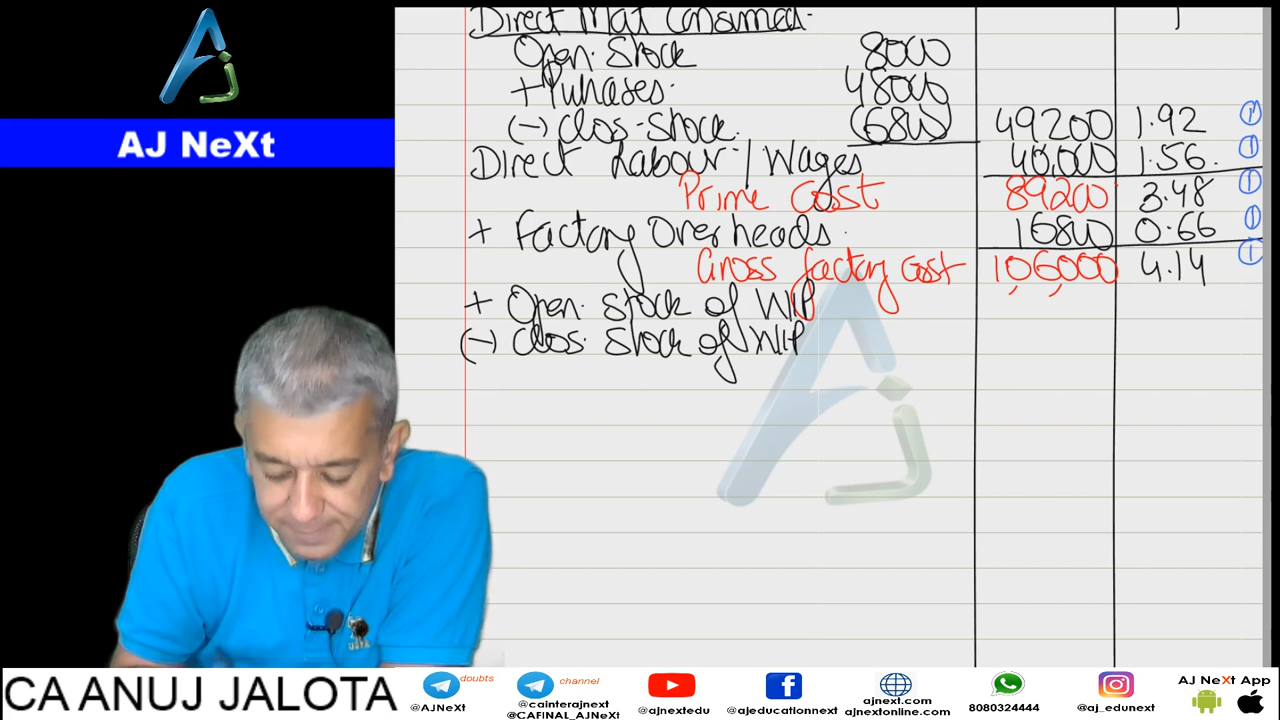 AJ NeXt
Direct Mat Consumed.
Open. Stock 8000
+ Puhases. 48000
(-) Clos-Stock. (6800) 49200 1.92 ①
Direct Labour / Wages 40,000 1.56. ①
Prime Cost 89200 3.48 ①
+ Factory Overheads. 16800 0.66 ①
Gross factory cost 1,06,000 4.14 ①
+ Open. stock of WIP
(-) Clos. Stock of WIP
CA ANUJ JALOTA
doubts
@AJNeXt
channel
@cainterajnext
@CAFINAL_AJNeXt
@ajnextedu
@ajeducationnext
ajnext.com
ajnextonline.com
8080324444
@aj_edunext
AJ NeXt App